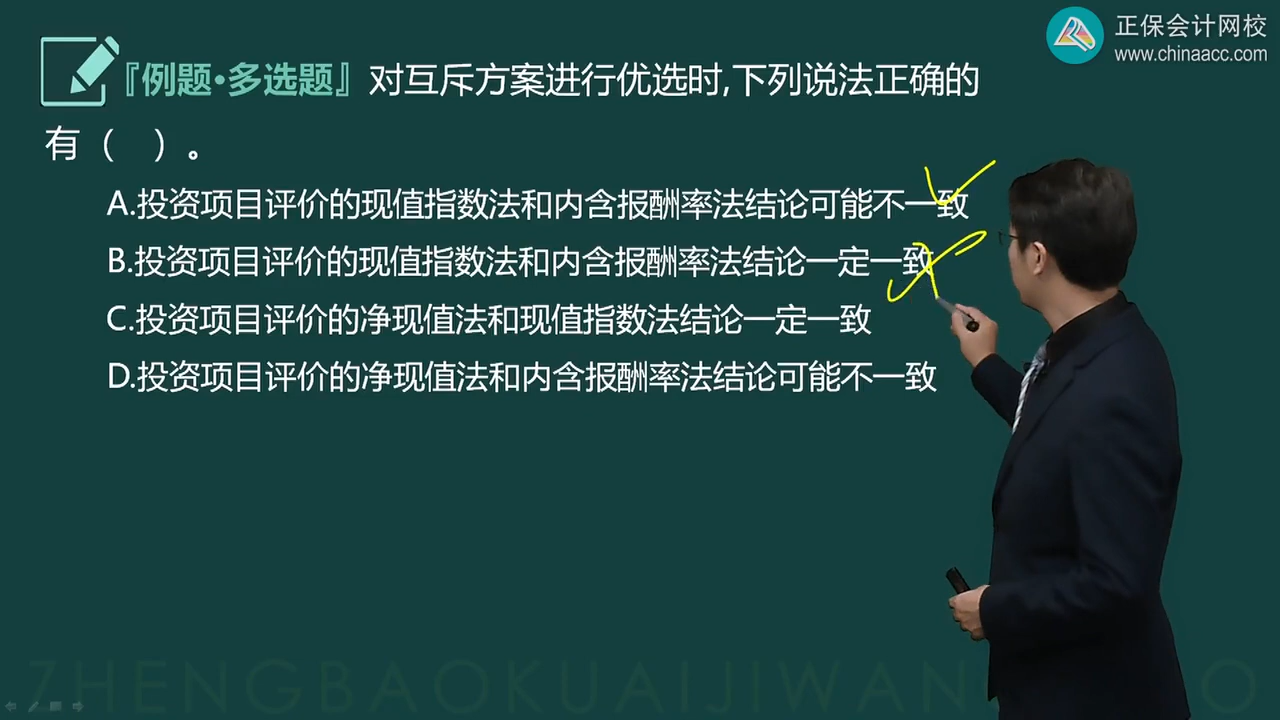 正保会计网校
www.chinaacc.com
『例题·多选题』对互斥方案进行优选时,下列说法正确的
有（ ）。
A.投资项目评价的现值指数法和内含报酬率法结论可能不一致
B.投资项目评价的现值指数法和内含报酬率法结论一定一致
C.投资项目评价的净现值法和现值指数法结论一定一致
D.投资项目评价的净现值法和内含报酬率法结论可能不一致
ZHENGBAOKUAIJIWAN O